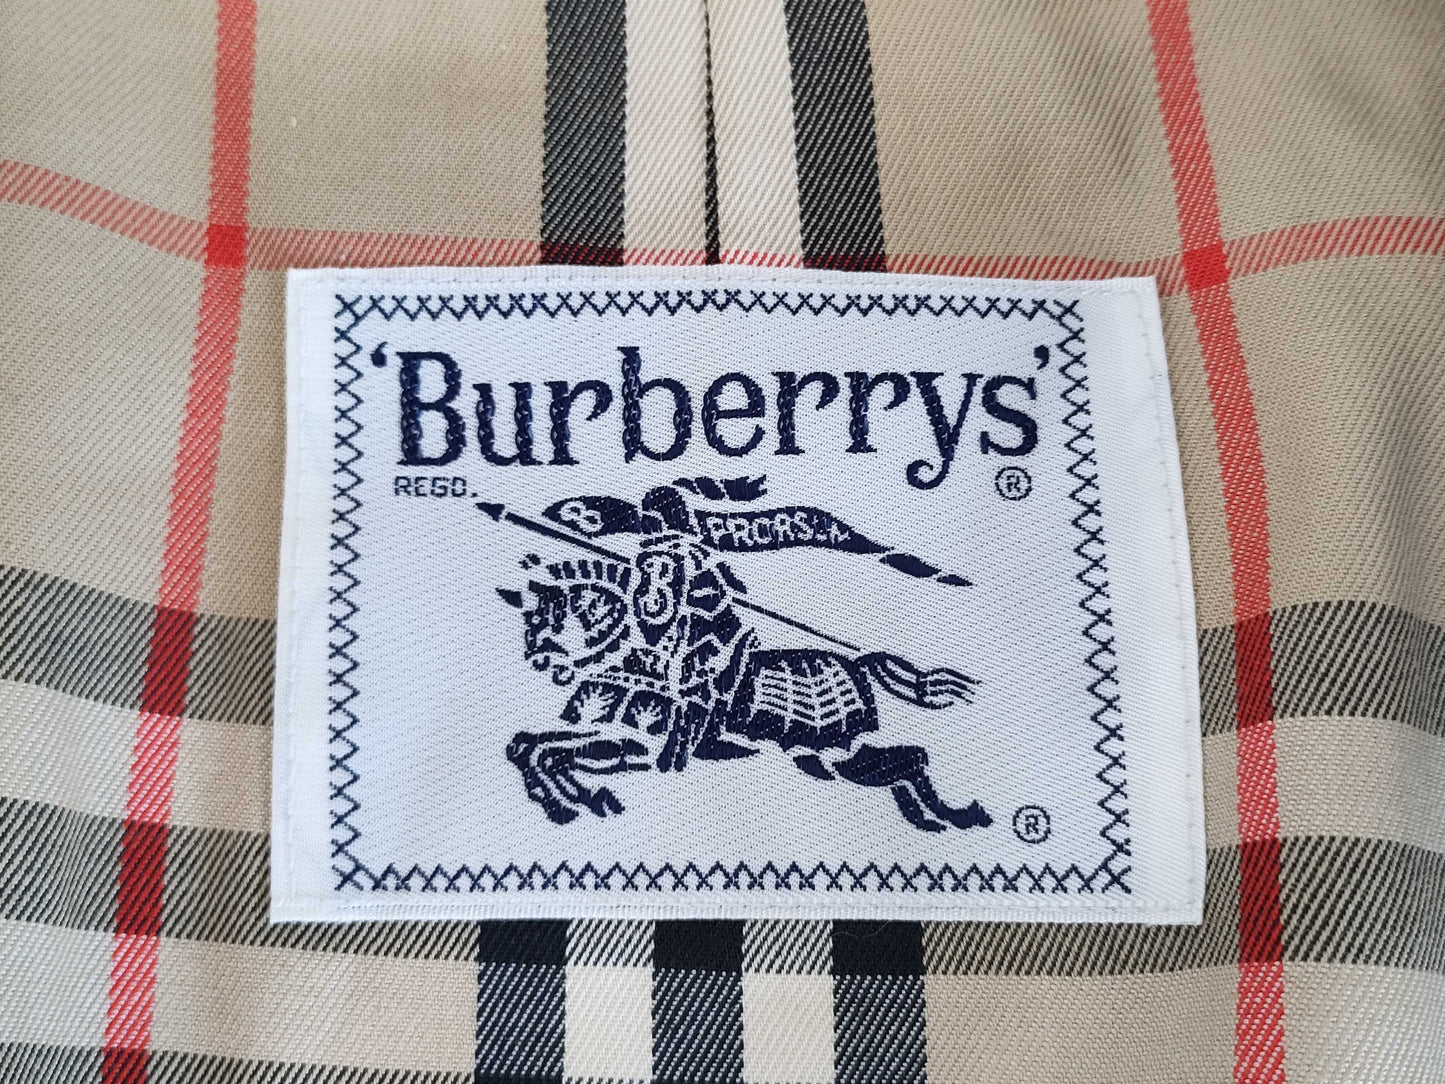 ‘Burberrys’
REGD. ®
B PRORSUM
B
®